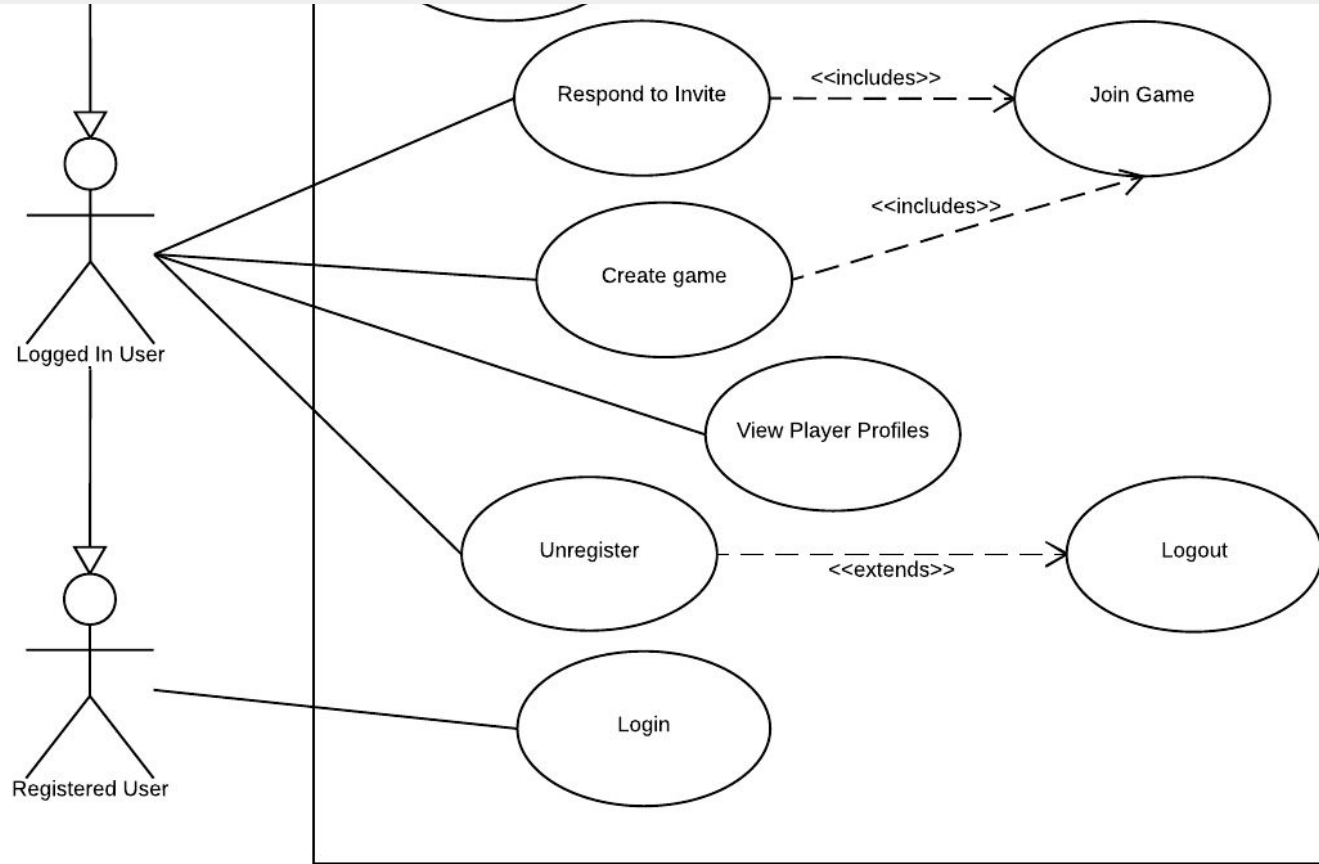 Respond to Invite
<<includes>>
Join Game
<<includes>>
Create game
Logged In User
View Player Profiles
Unregister
<<extends>>
Logout
Login
Registered User